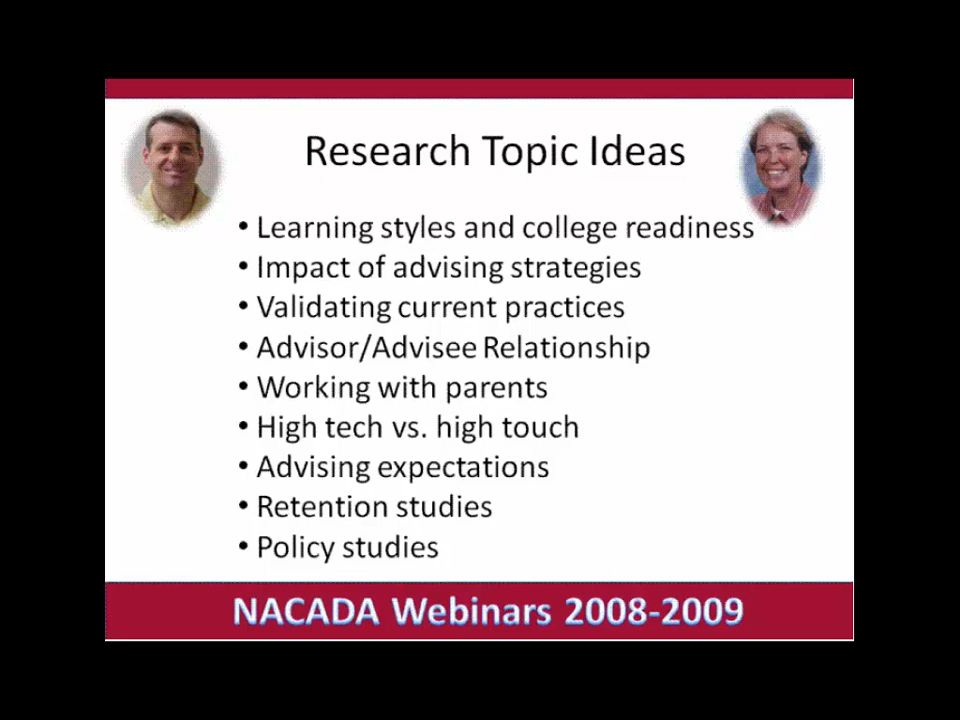 Research Topic Ideas
• Learning styles and college readiness
• Impact of advising strategies
• Validating current practices
• Advisor/Advisee Relationship
• Working with parents
• High tech vs. high touch
• Advising expectations
• Retention studies
• Policy studies
NACADA Webinars 2008-2009